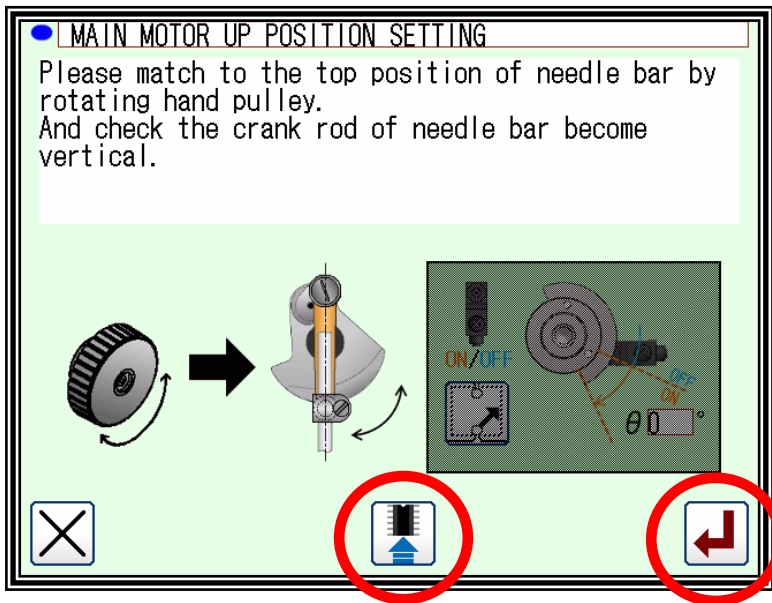 MAIN MOTOR UP POSITION SETTING
Please match to the top position of needle bar by
rotating hand pulley.
And check the crank rod of needle bar become
vertical.
ON/OFF
OFF
ON
θ 0 °